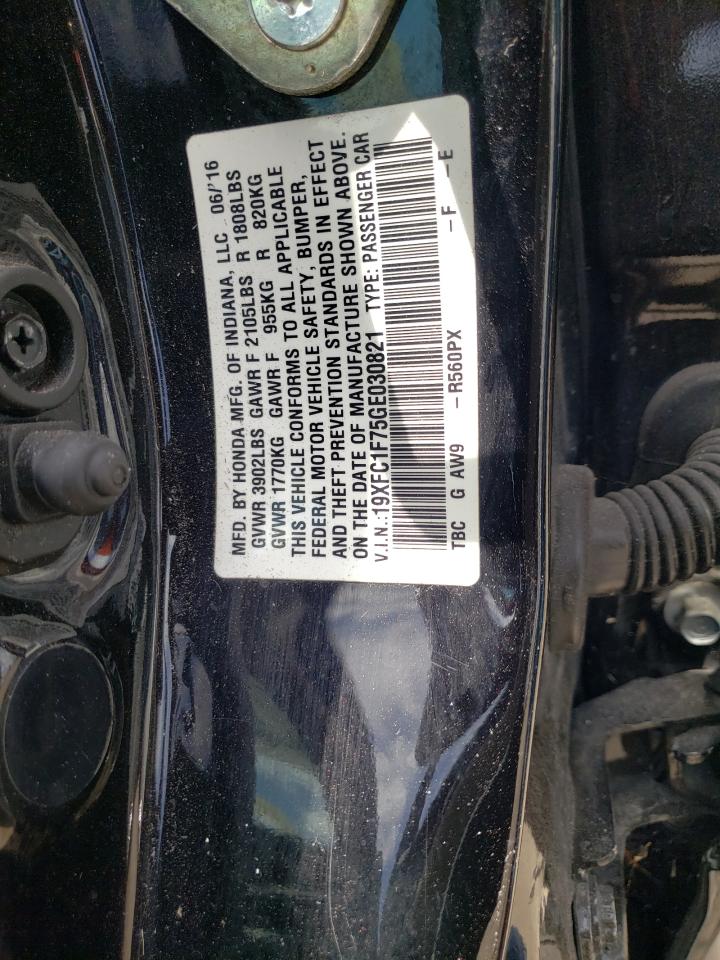 MFD. BY HONDA MFG. OF INDIANA, LLC 06/'16
GVWR 3902LBS GAWR F 2105LBS R 1808LBS
GVWR 1770KG GAWR F 955KG R 820KG
THIS VEHICLE CONFORMS TO ALL APPLICABLE
FEDERAL MOTOR VEHICLE SAFETY, BUMPER,
AND THEFT PREVENTION STANDARDS IN EFFECT
ON THE DATE OF MANUFACTURE SHOWN ABOVE.
V.I.N.:19XFC1F75GE030821 TYPE: PASSENGER CAR
TBC G AW9 - R560PX - F - E